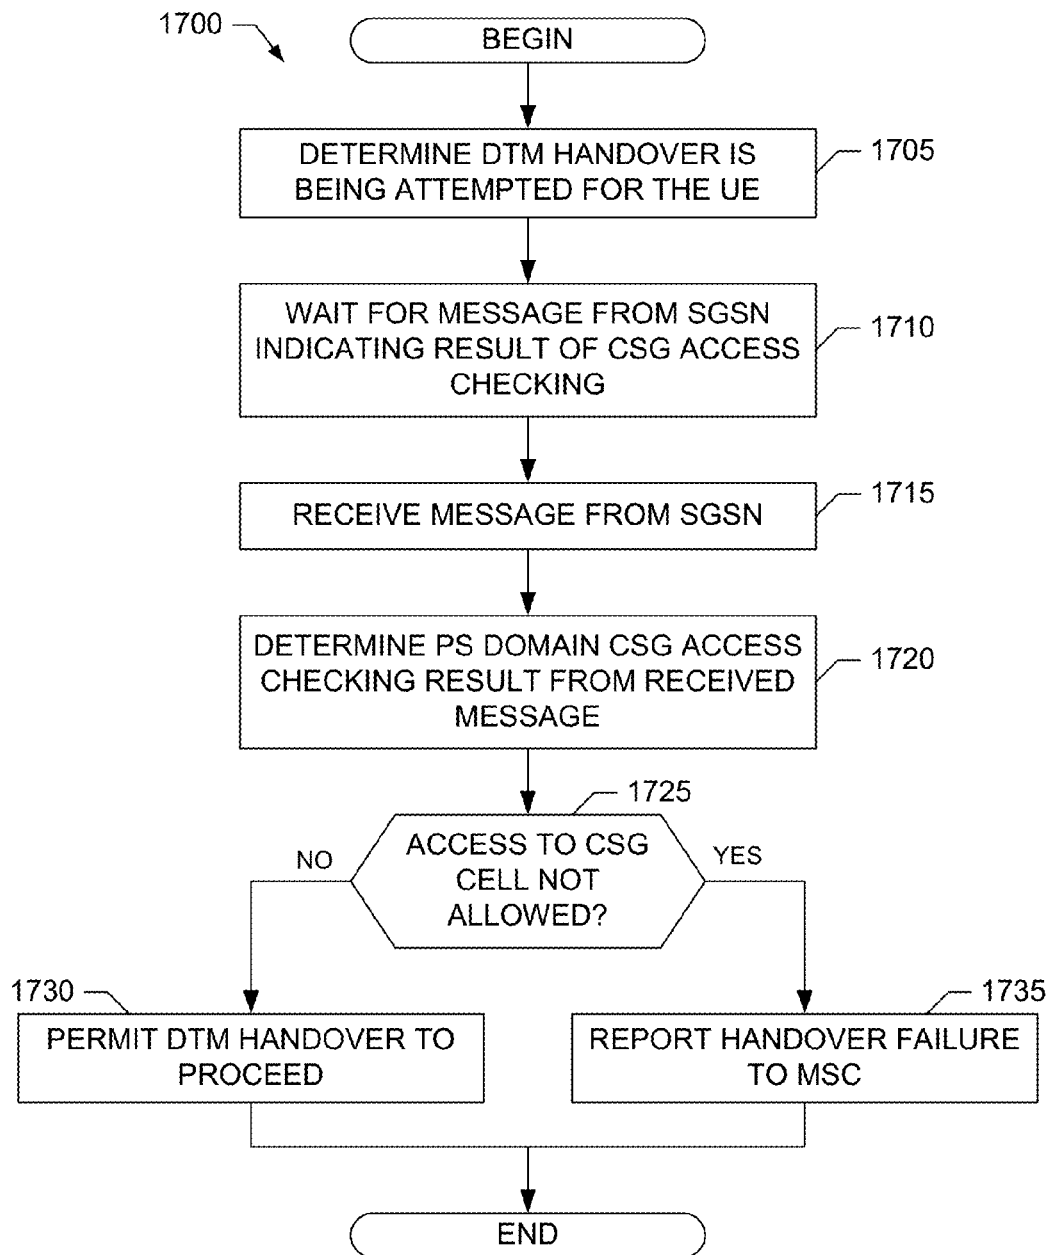 1700
BEGIN
DETERMINE DTM HANDOVER IS
BEING ATTEMPTED FOR THE UE
1705
WAIT FOR MESSAGE FROM SGSN
INDICATING RESULT OF CSG ACCESS
CHECKING
1710
RECEIVE MESSAGE FROM SGSN
1715
DETERMINE PS DOMAIN CSG ACCESS
CHECKING RESULT FROM RECEIVED
MESSAGE
1720
1725
ACCESS TO CSG
CELL NOT
ALLOWED?
NO
YES
1730
PERMIT DTM HANDOVER TO
PROCEED
1735
REPORT HANDOVER FAILURE
TO MSC
END